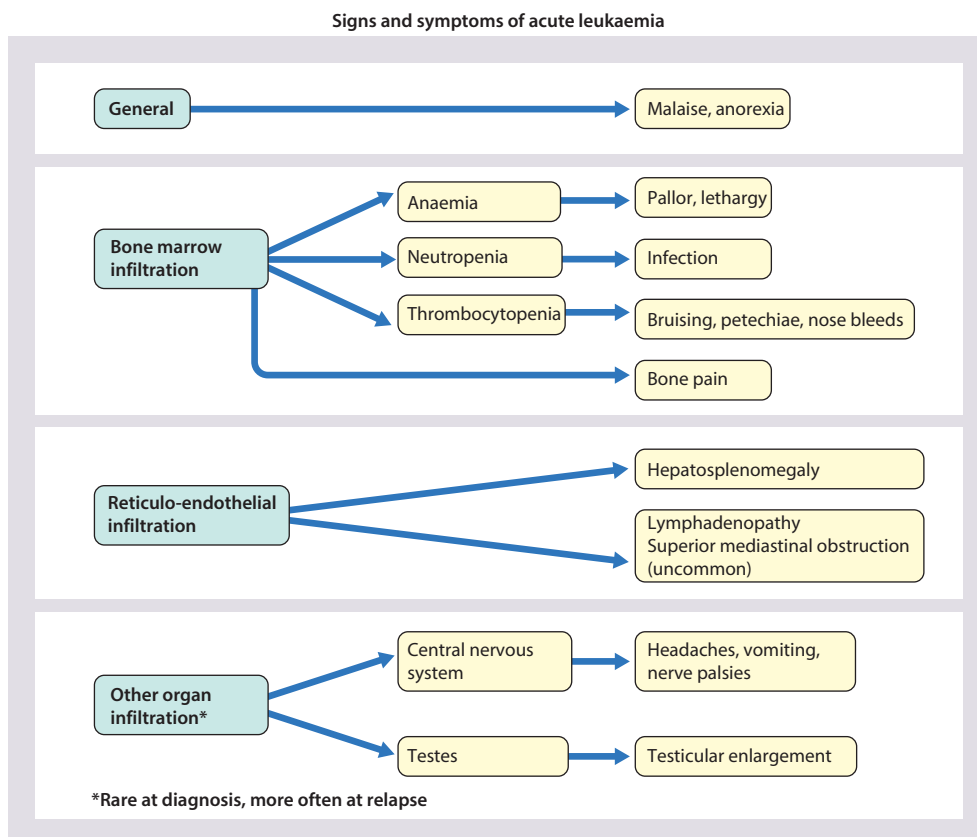 Signs and symptoms of acute leukaemia
General
Malaise, anorexia
Bone marrow
infiltration
Anaemia
Pallor, lethargy
Neutropenia
Infection
Thrombocytopenia
Bruising, petechiae, nose bleeds
Bone pain
Reticulo-endothelial
infiltration
Hepatosplenomegaly
Lymphadenopathy
Superior mediastinal obstruction
(uncommon)
Other organ
infiltration*
Central nervous
system
Headaches, vomiting,
nerve palsies
Testes
Testicular enlargement
*Rare at diagnosis, more often at relapse